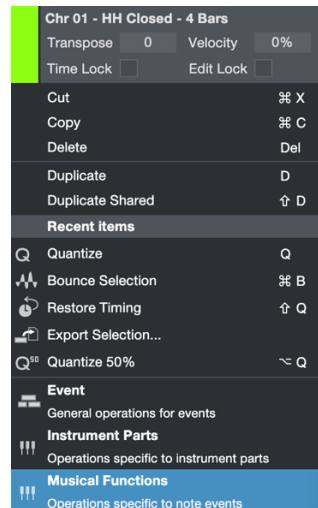 Chr 01 - HH Closed - 4 Bars
Transpose 0 Velocity 0%
Time Lock Edit Lock
Cut ⌘ X
Copy ⌘ C
Delete Del
Duplicate D
Duplicate Shared ⇧ D
Recent items
Q Quantize Q
Bounce Selection ⌘ B
Restore Timing ⇧ Q
Export Selection...
Q50 Quantize 50% ⌥ Q
Event
General operations for events
Instrument Parts
Operations specific to instrument parts
Musical Functions
Operations specific to note events